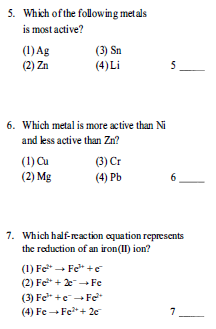 5. Which of the following metals
is most active?
(1) Ag (3) Sn
(2) Zn (4) Li 5 ____
6. Which metal is more active than Ni
and less active than Zn?
(1) Cu (3) Cr
(2) Mg (4) Pb 6 ____
7. Which half-reaction equation represents
the reduction of an iron(II) ion?
(1) Fe²⁺ → Fe³⁺ + e⁻
(2) Fe²⁺ + 2e⁻ → Fe
(3) Fe³⁺ + e⁻ → Fe²⁺
(4) Fe → Fe²⁺ + 2e⁻ 7 ____